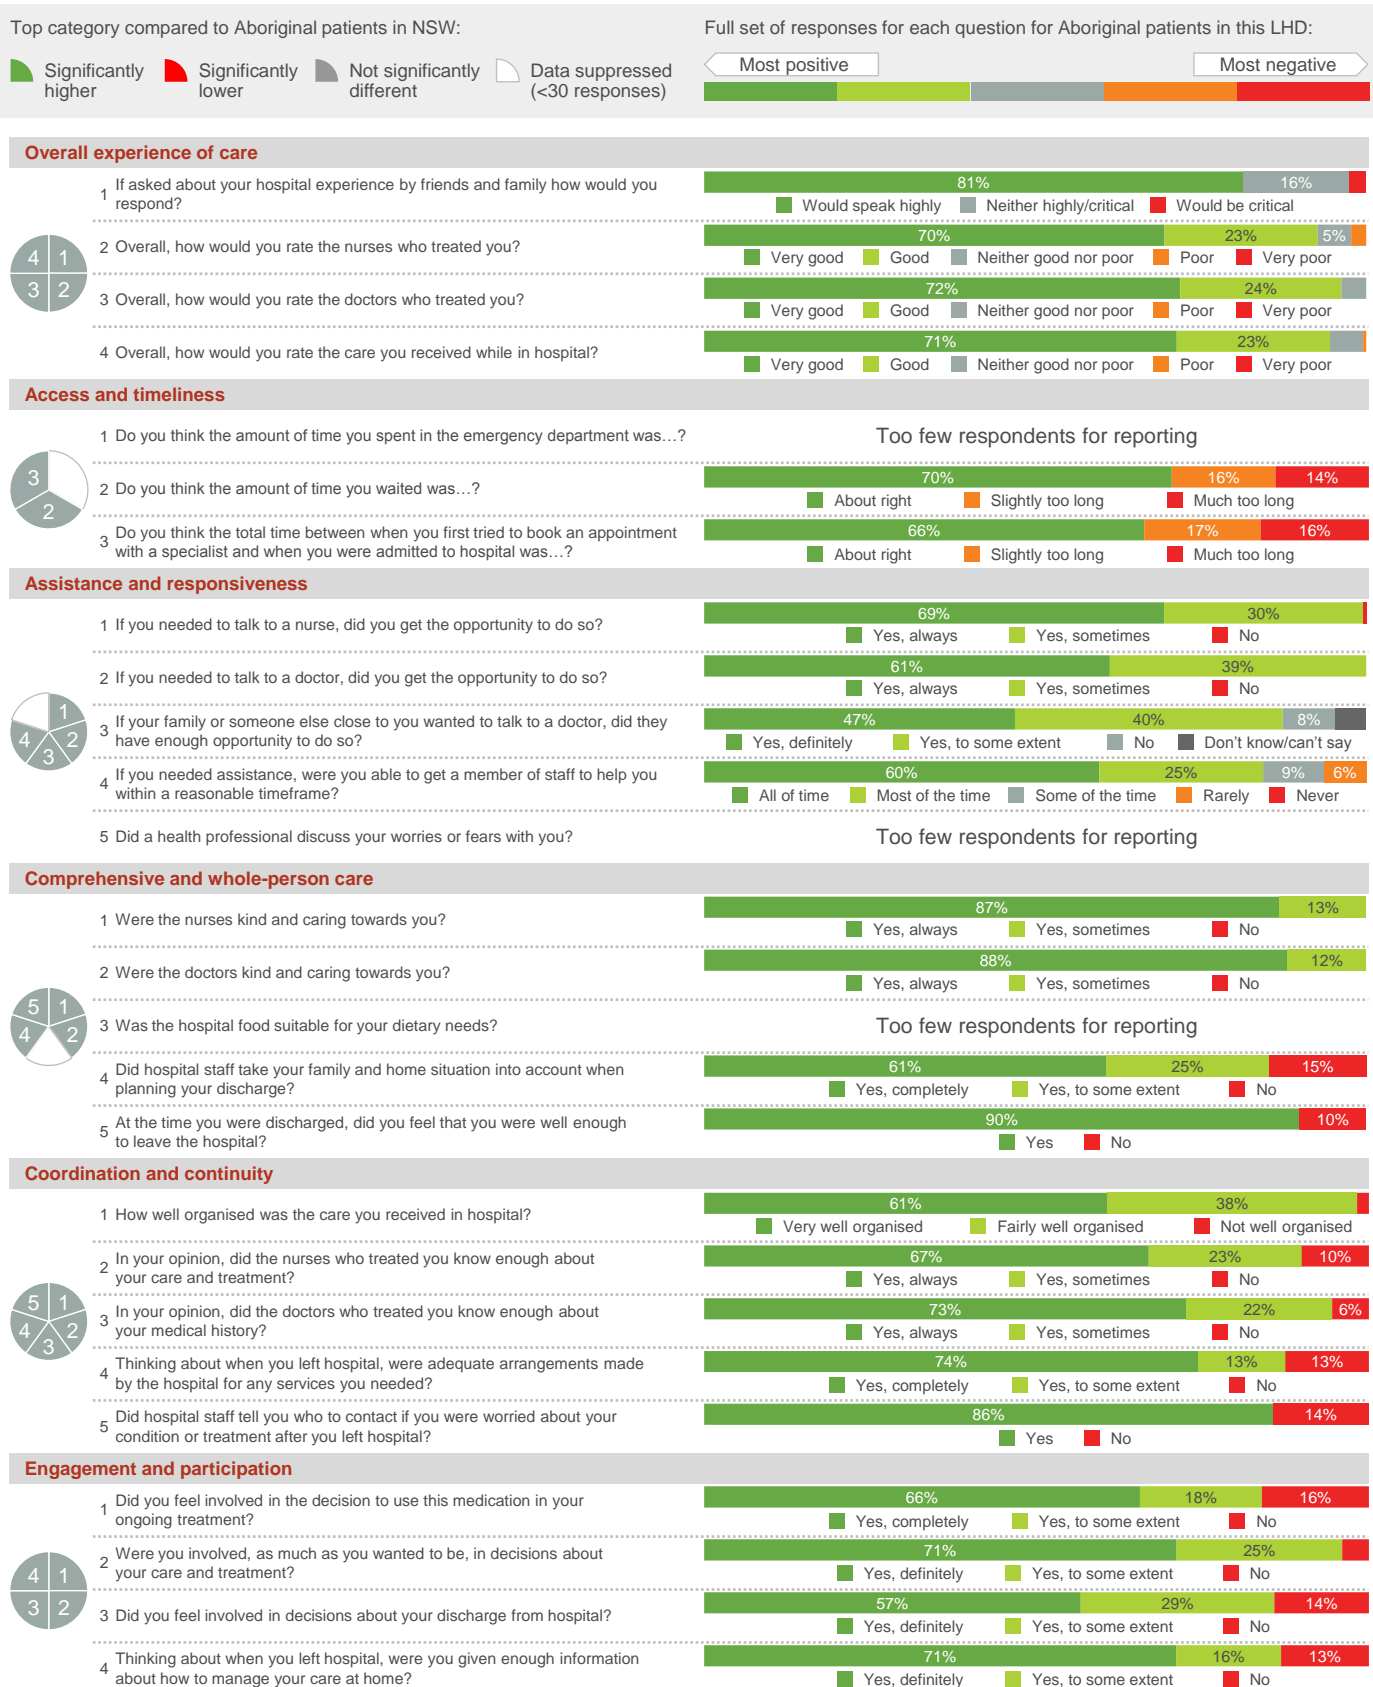 Top category compared to Aboriginal patients in NSW:
Full set of responses for each question for Aboriginal patients in this LHD:
Significantly higher
Significantly lower
Not significantly different
Data suppressed (<30 responses)
Most positive
Most negative
Overall experience of care
4 1
3 2
1 If asked about your hospital experience by friends and family how would you
respond?
81% 16%
Would speak highly Neither highly/critical Would be critical
2 Overall, how would you rate the nurses who treated you?
70% 23% 5%
Very good Good Neither good nor poor Poor Very poor
3 Overall, how would you rate the doctors who treated you?
72% 24%
Very good Good Neither good nor poor Poor Very poor
4 Overall, how would you rate the care you received while in hospital?
71% 23%
Very good Good Neither good nor poor Poor Very poor
Access and timeliness
3
2
1 Do you think the amount of time you spent in the emergency department was…?
Too few respondents for reporting
2 Do you think the amount of time you waited was…?
70% 16% 14%
About right Slightly too long Much too long
3 Do you think the total time between when you first tried to book an appointment
with a specialist and when you were admitted to hospital was…?
66% 17% 16%
About right Slightly too long Much too long
Assistance and responsiveness
1
4 2
3
1 If you needed to talk to a nurse, did you get the opportunity to do so?
69% 30%
Yes, always Yes, sometimes No
2 If you needed to talk to a doctor, did you get the opportunity to do so?
61% 39%
Yes, always Yes, sometimes No
3 If your family or someone else close to you wanted to talk to a doctor, did they
have enough opportunity to do so?
47% 40% 8%
Yes, definitely Yes, to some extent No Don't know/can't say
4 If you needed assistance, were you able to get a member of staff to help you
within a reasonable timeframe?
60% 25% 9% 6%
All of time Most of the time Some of the time Rarely Never
5 Did a health professional discuss your worries or fears with you?
Too few respondents for reporting
Comprehensive and whole-person care
5 1
4 2
1 Were the nurses kind and caring towards you?
87% 13%
Yes, always Yes, sometimes No
2 Were the doctors kind and caring towards you?
88% 12%
Yes, always Yes, sometimes No
3 Was the hospital food suitable for your dietary needs?
Too few respondents for reporting
4 Did hospital staff take your family and home situation into account when
planning your discharge?
61% 25% 15%
Yes, completely Yes, to some extent No
5 At the time you were discharged, did you feel that you were well enough
to leave the hospital?
90% 10%
Yes No
Coordination and continuity
5 1
4 2
3
1 How well organised was the care you received in hospital?
61% 38%
Very well organised Fairly well organised Not well organised
2 In your opinion, did the nurses who treated you know enough about
your care and treatment?
67% 23% 10%
Yes, always Yes, sometimes No
3 In your opinion, did the doctors who treated you know enough about
your medical history?
73% 22% 6%
Yes, always Yes, sometimes No
4 Thinking about when you left hospital, were adequate arrangements made
by the hospital for any services you needed?
74% 13% 13%
Yes, completely Yes, to some extent No
5 Did hospital staff tell you who to contact if you were worried about your
condition or treatment after you left hospital?
86% 14%
Yes No
Engagement and participation
4 1
3 2
1 Did you feel involved in the decision to use this medication in your
ongoing treatment?
66% 18% 16%
Yes, completely Yes, to some extent No
2 Were you involved, as much as you wanted to be, in decisions about
your care and treatment?
71% 25%
Yes, definitely Yes, to some extent No
3 Did you feel involved in decisions about your discharge from hospital?
57% 29% 14%
Yes, definitely Yes, to some extent No
4 Thinking about when you left hospital, were you given enough information
about how to manage your care at home?
71% 16% 13%
Yes, definitely Yes, to some extent No